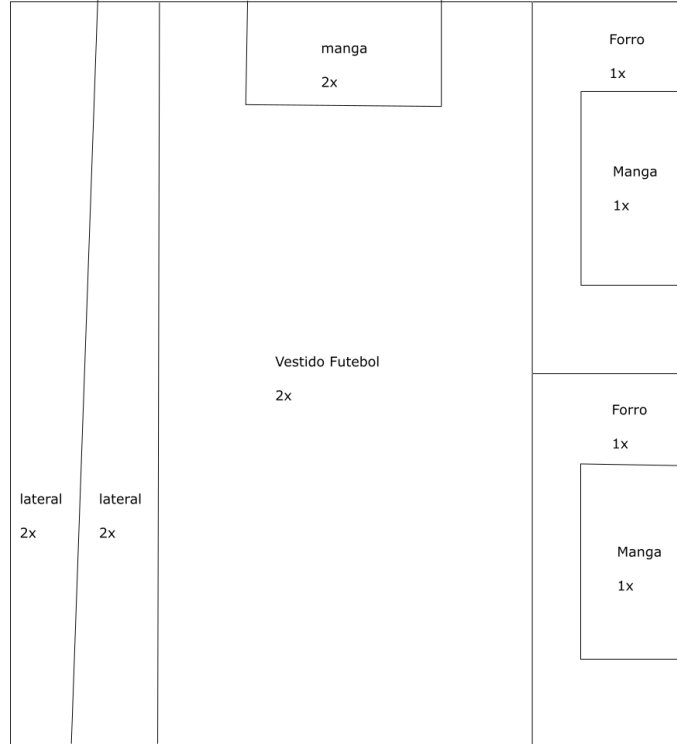 manga
2x
Forro
1x
Manga
1x
Vestido Futebol
2x
Forro
1x
lateral
2x
lateral
2x
Manga
1x